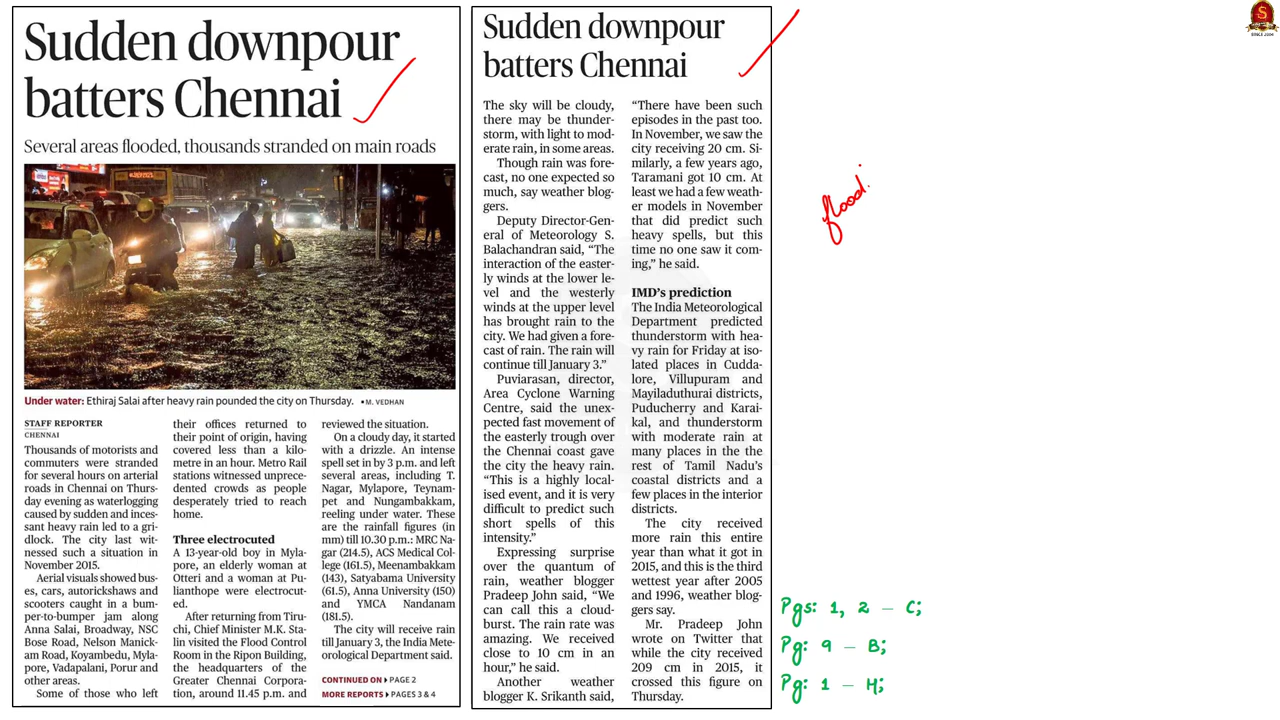 Sudden downpour
batters Chennai
Several areas flooded, thousands stranded on main roads
Under water: Ethiraj Salai after heavy rain pounded the city on Thursday. • M. VEDHAN
STAFF REPORTER
CHENNAI
Thousands of motorists and
commuters were stranded
for several hours on arterial
roads in Chennai on Thurs-
day evening as waterlogging
caused by sudden and inces-
sant heavy rain led to a gri-
dlock. The city last wit-
nessed such a situation in
November 2015.
Aerial visuals showed bus-
es, cars, autorickshaws and
scooters caught in a bum-
per-to-bumper jam along
Anna Salai, Broadway, NSC
Bose Road, Nelson Manick-
am Road, Koyambedu, Myla-
pore, Vadapalani, Porur and
other areas.
Some of those who left
their offices returned to
their point of origin, having
covered less than a kilo-
metre in an hour. Metro Rail
stations witnessed unprece-
dented crowds as people
desperately tried to reach
home.
Three electrocuted
A 13-year-old boy in Myla-
pore, an elderly woman at
Otteri and a woman at Pu-
lianthope were electrocut-
ed.
After returning from Tiru-
chi, Chief Minister M.K. Sta-
lin visited the Flood Control
Room in the Ripon Building,
the headquarters of the
Greater Chennai Corpora-
tion, around 11.45 p.m. and
reviewed the situation.
On a cloudy day, it started
with a drizzle. An intense
spell set in by 3 p.m. and left
several areas, including T.
Nagar, Mylapore, Teynam-
pet and Nungambakkam,
reeling under water. These
are the rainfall figures (in
mm) till 10.30 p.m.: MRC Na-
gar (214.5), ACS Medical Col-
lege (161.5), Meenambakkam
(143), Satyabama University
(61.5), Anna University (150)
and YMCA Nandanam
(181.5).
The city will receive rain
till January 3, the India Mete-
orological Department said.
CONTINUED ON ▸ PAGE 2
MORE REPORTS ▸ PAGES 3 & 4
Sudden downpour
batters Chennai
The sky will be cloudy,
there may be thunder-
storm, with light to mod-
erate rain, in some areas.
Though rain was fore-
cast, no one expected so
much, say weather blog-
gers.
Deputy Director-Gen-
eral of Meteorology S.
Balachandran said, “The
interaction of the easter-
ly winds at the lower le-
vel and the westerly
winds at the upper level
has brought rain to the
city. We had given a fore-
cast of rain. The rain will
continue till January 3.”
Puviarasan, director,
Area Cyclone Warning
Centre, said the unex-
pected fast movement of
the easterly trough over
the Chennai coast gave
the city the heavy rain.
“This is a highly local-
ised event, and it is very
difficult to predict such
short spells of this
intensity.”
Expressing surprise
over the quantum of
rain, weather blogger
Pradeep John said, “We
can call this a cloud-
burst. The rain rate was
amazing. We received
close to 10 cm in an
hour,” he said.
Another weather
blogger K. Srikanth said,
“There have been such
episodes in the past too.
In November, we saw the
city receiving 20 cm. Si-
milarly, a few years ago,
Taramani got 10 cm. At
least we had a few weath-
er models in November
that did predict such
heavy spells, but this
time no one saw it com-
ing,” he said.
IMD’s prediction
The India Meteorological
Department predicted
thunderstorm with hea-
vy rain for Friday at iso-
lated places in Cudda-
lore, Villupuram and
Mayiladuthurai districts,
Puducherry and Karai-
kal, and thunderstorm
with moderate rain at
many places in the the
rest of Tamil Nadu’s
coastal districts and a
few places in the interior
districts.
The city received
more rain this entire
year than what it got in
2015, and this is the third
wettest year after 2005
and 1996, weather blog-
gers say.
Mr. Pradeep John
wrote on Twitter that
while the city received
209 cm in 2015, it
crossed this figure on
Thursday.
flood.
Pgs: 1, 2 – C;
Pg: 9 – B;
Pg: 1 – H;
S
SINCE 2004